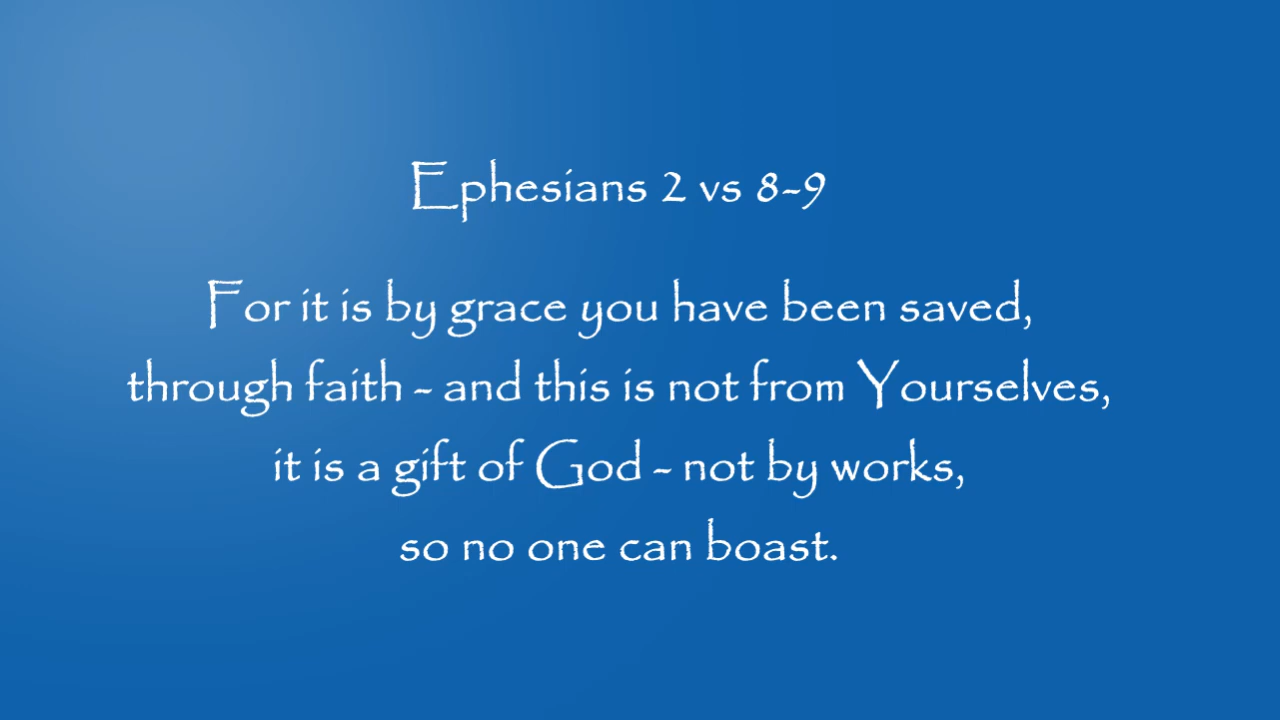 Ephesians 2 vs 8-9
For it is by grace you have been saved,
through faith - and this is not from Yourselves,
it is a gift of God - not by works,
so no one can boast.